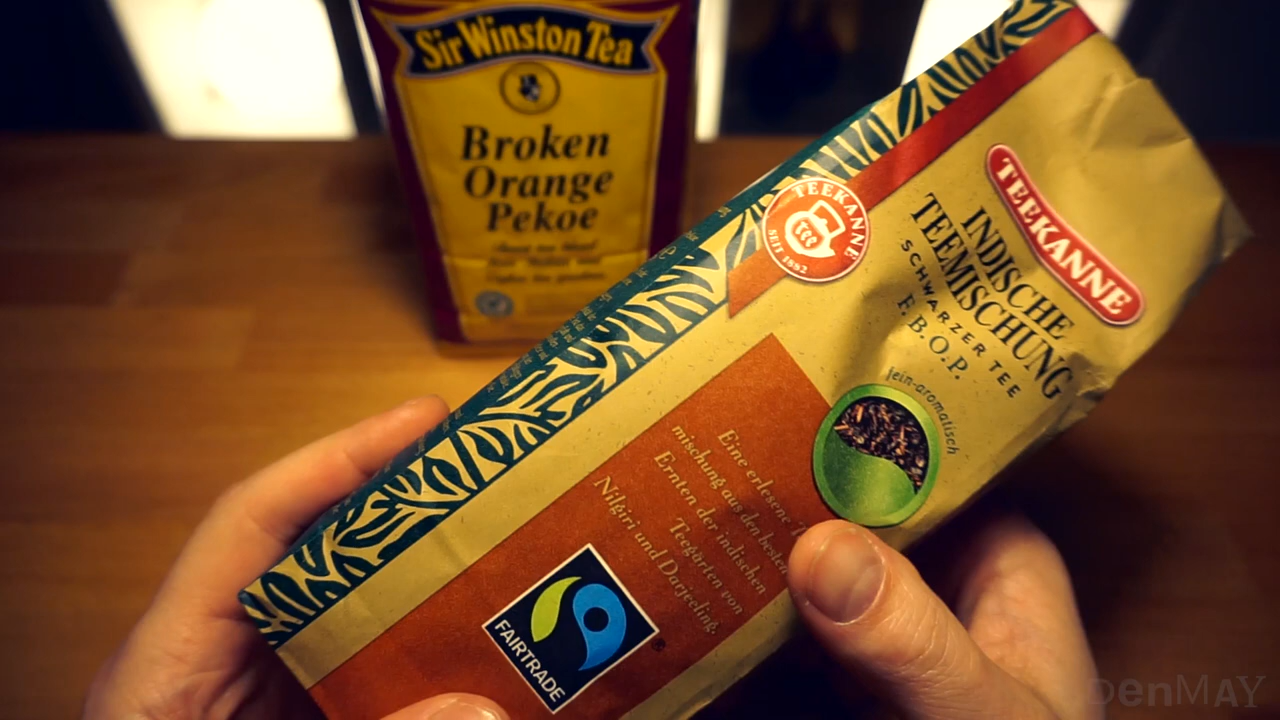 Sir Winston Tea
Broken
Orange
Pekoe
TEEKANNE
INDISCHE
TEEMISCHUNG
SCHWARZER TEE
F.B.O.P.
fein-aromatisch
TEEKANNE
tee
SEIT 1882
Eine erlesene
mischung aus den besten
Ernten der indischen
Teegärten von
Nilgiri und Darjeeling.
FAIRTRADE
®
DenMAY